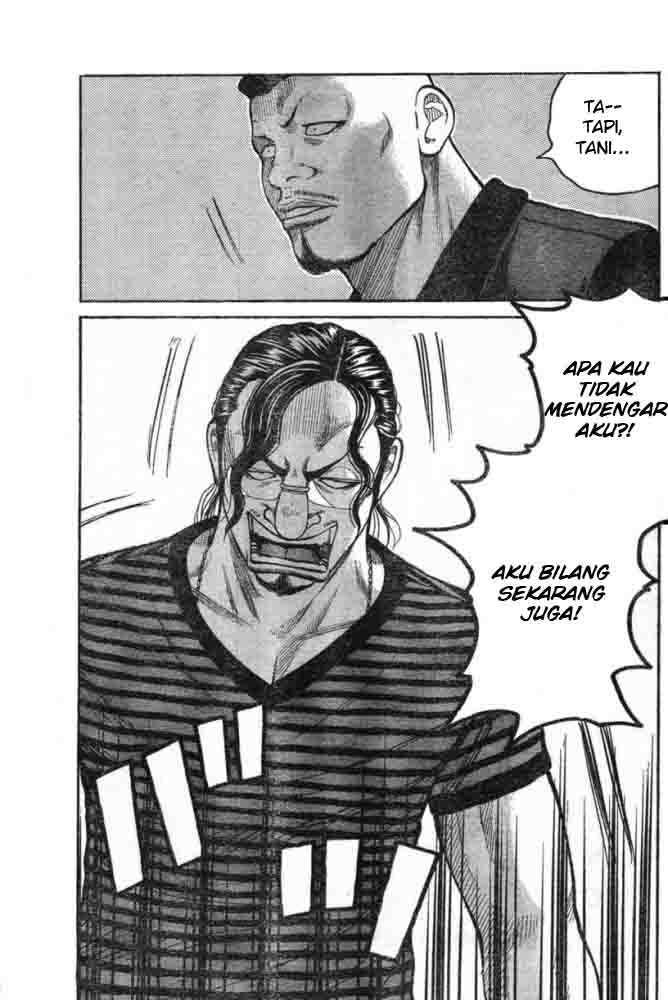 TA--
TAPI,
TANI...
APA KAU
TIDAK
MENDENGAR
AKU?!
AKU BILANG
SEKARANG
JUGA!